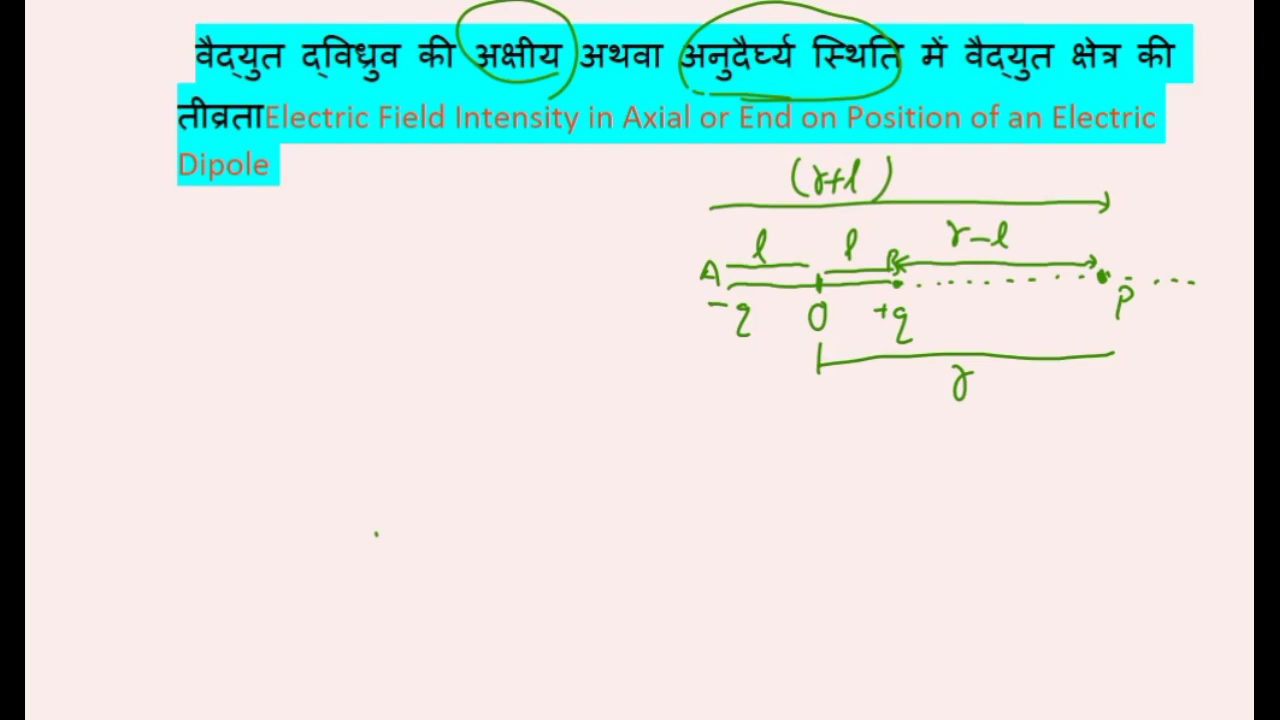 वैद्युत द्विध्रुव की अक्षीय अथवा अनुदैर्घ्य स्थिति में वैद्युत क्षेत्र की
तीव्रताElectric Field Intensity in Axial or End on Position of an Electric
Dipole
(r+l)
l l r-l
A B P
-q O +q
r